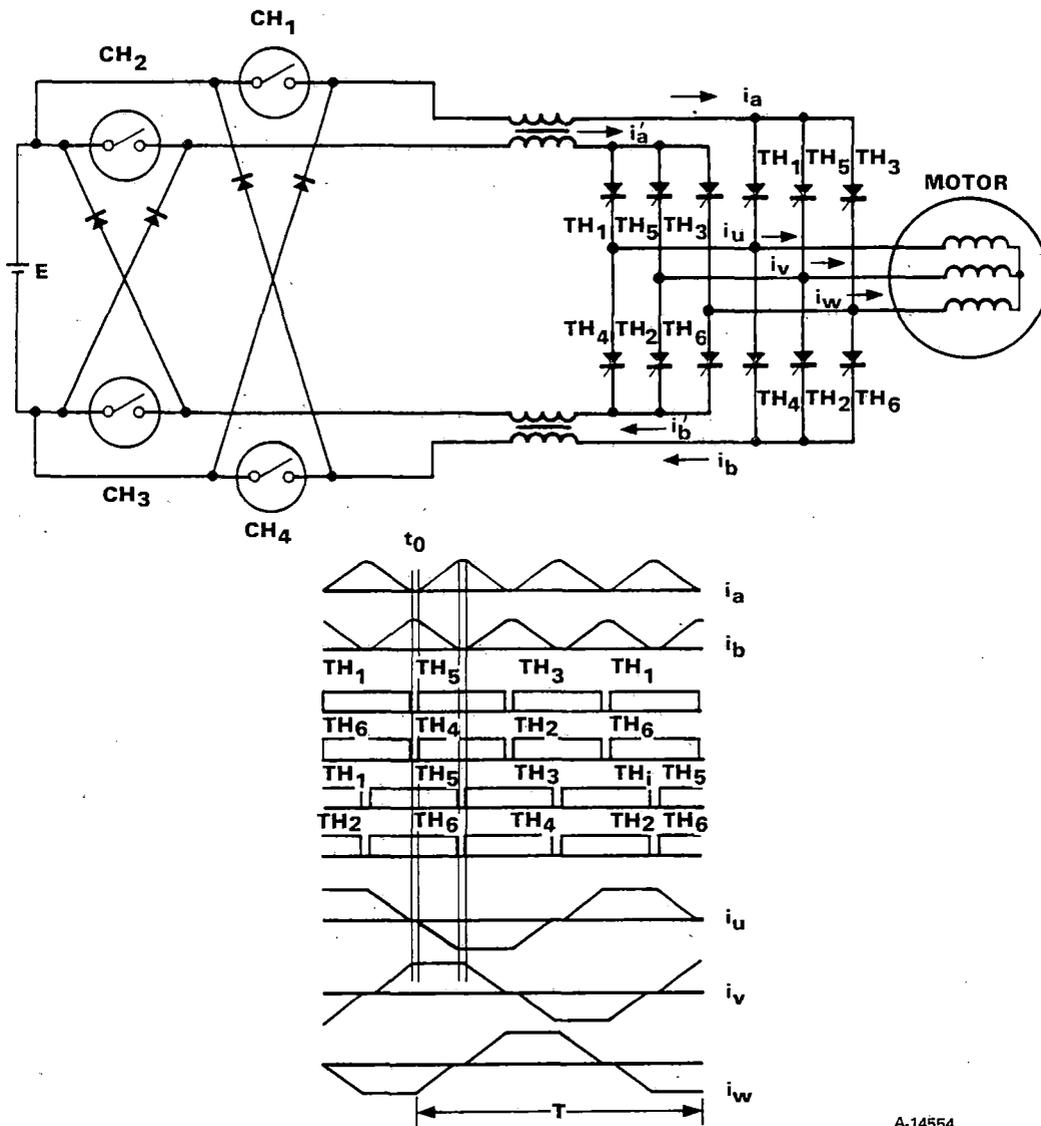 CH1
CH2
ia
i'a
TH1 TH5 TH3
MOTOR
TH1 TH5 TH3
iu
iv
E
iw
TH4 TH2 TH6
TH4 TH2 TH6
i'b
ib
CH3
CH4
t0
ia
ib
TH1 TH5 TH3 TH1
TH6 TH4 TH2 TH6
TH1 TH5 TH3 THi TH5
TH2 TH6 TH4 TH2 TH6
iu
iv
iw
T
A-14554